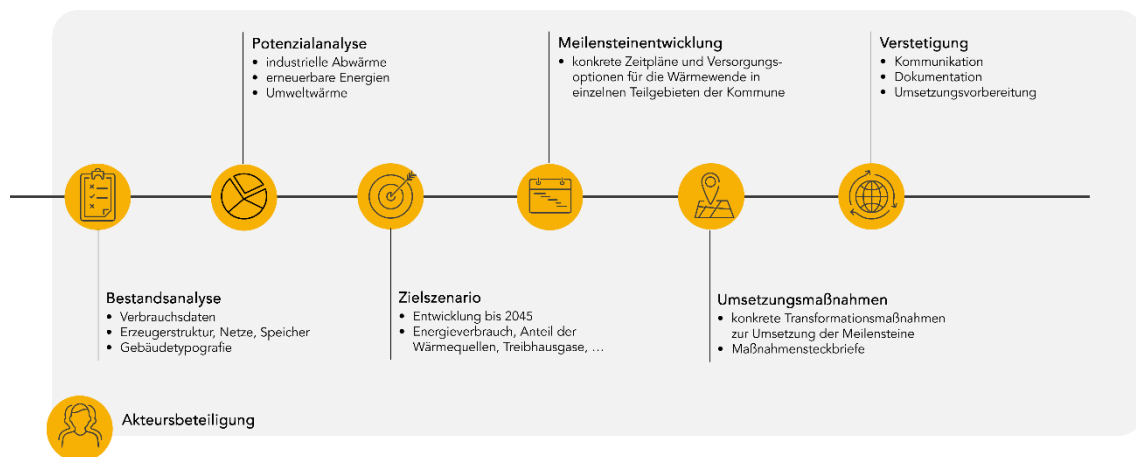 Potenzialanalyse
• industrielle Abwärme
• erneuerbare Energien
• Umweltwärme
Meilensteinentwicklung
• konkrete Zeitpläne und Versorgungs-
optionen für die Wärmewende in
einzelnen Teilgebieten der Kommune
Verstetigung
• Kommunikation
• Dokumentation
• Umsetzungsvorbereitung
Bestandsanalyse
• Verbrauchsdaten
• Erzeugerstruktur, Netze, Speicher
• Gebäudetypografie
Zielszenario
• Entwicklung bis 2045
• Energieverbrauch, Anteil der
Wärmequellen, Treibhausgase, …
Umsetzungsmaßnahmen
• konkrete Transformationsmaßnahmen
zur Umsetzung der Meilensteine
• Maßnahmensteckbriefe
Akteursbeteiligung